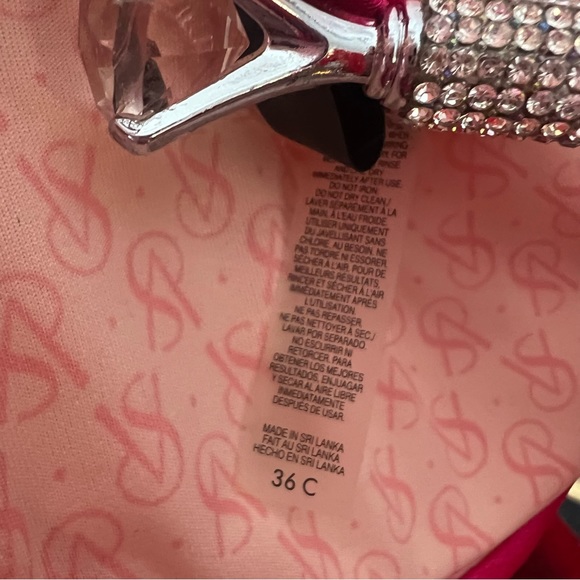 AND
IMMEDIATELY AFTER USE.
DO NOT IRON.
DO NOT DRY CLEAN./
LAVER SÉPARÉMENT À LA
MAIN, À L'EAU FROIDE.
UTILISER UNIQUEMENT
DU JAVELLISANT SANS
CHLORE, AU BESOIN. NE
PAS TORDRE NI ESSORER.
SÉCHER À L'AIR. POUR DE
MEILLEURS RÉSULTATS,
RINCER ET SÉCHER À L'AIR
IMMÉDIATEMENT APRÈS
L'UTILISATION.
NE PAS REPASSER.
NE PAS NETTOYER À SEC./
LAVAR POR SEPARADO.
NO ESCURRIR NI
RETORCER. PARA
OBTENER LOS MEJORES
RESULTADOS, ENJUAGAR
Y SECAR AL AIRE LIBRE
INMEDIATAMENTE
DESPUÉS DE USAR.
MADE IN SRI LANKA
FAIT AU SRI LANKA
HECHO EN SRI LANKA
36 C